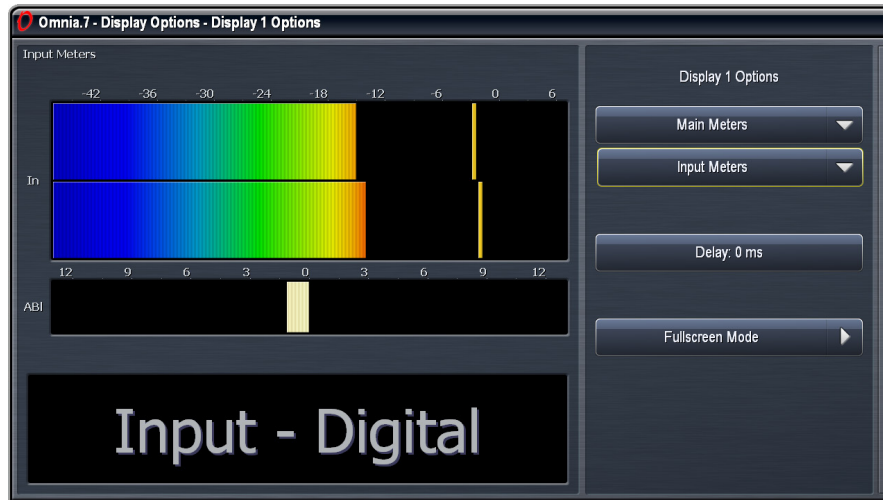 Omnia.7 - Display Options - Display 1 Options
Input Meters
-42 -36 -30 -24 -18 -12 -6 0 6
In
12 9 6 3 0 3 6 9 12
ABI
Input - Digital
Display 1 Options
Main Meters
Input Meters
Delay: 0 ms
Fullscreen Mode